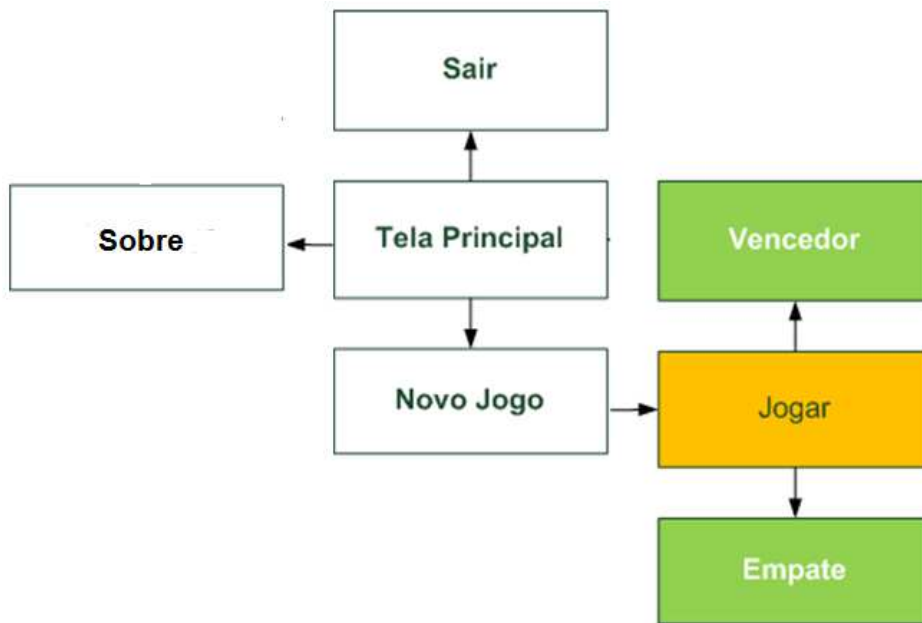 Sair
Sobre
Tela Principal
Vencedor
Novo Jogo
Jogar
Empate